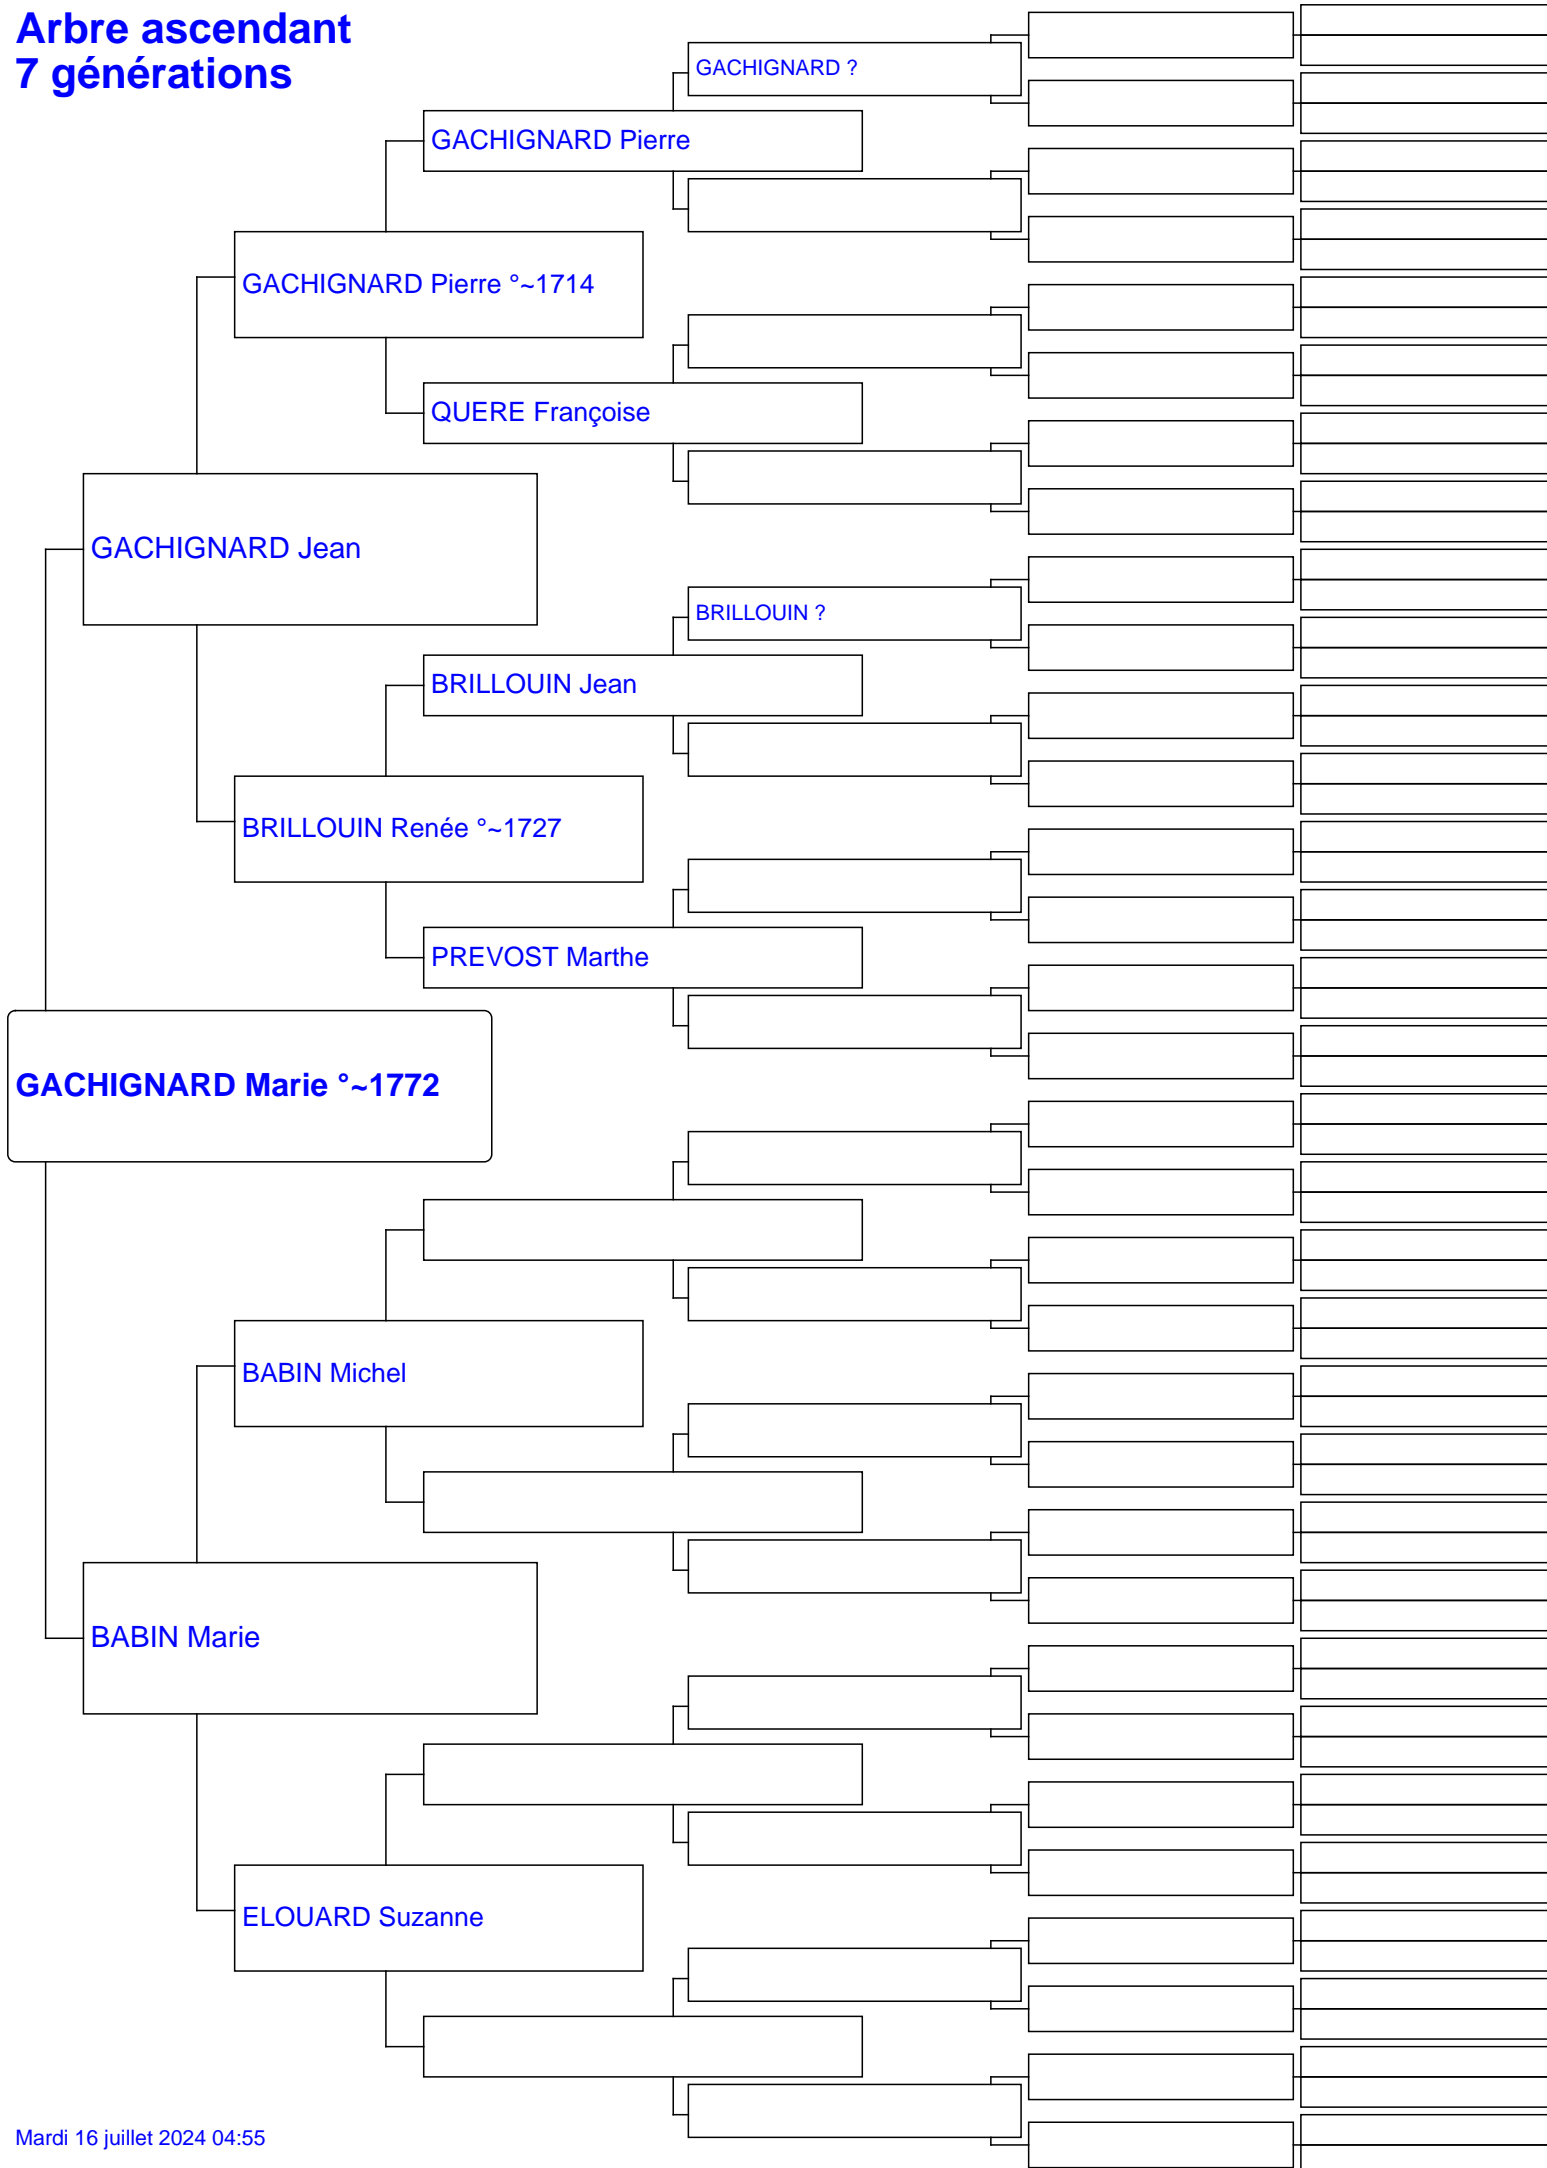 Arbre ascendant
7 générations
GACHIGNARD ?
GACHIGNARD Pierre
GACHIGNARD Pierre °~1714
QUERE Françoise
GACHIGNARD Jean
BRILLOUIN ?
BRILLOUIN Jean
BRILLOUIN Renée °~1727
PREVOST Marthe
GACHIGNARD Marie °~1772
BABIN Michel
BABIN Marie
ELOUARD Suzanne
Mardi 16 juillet 2024 04:55